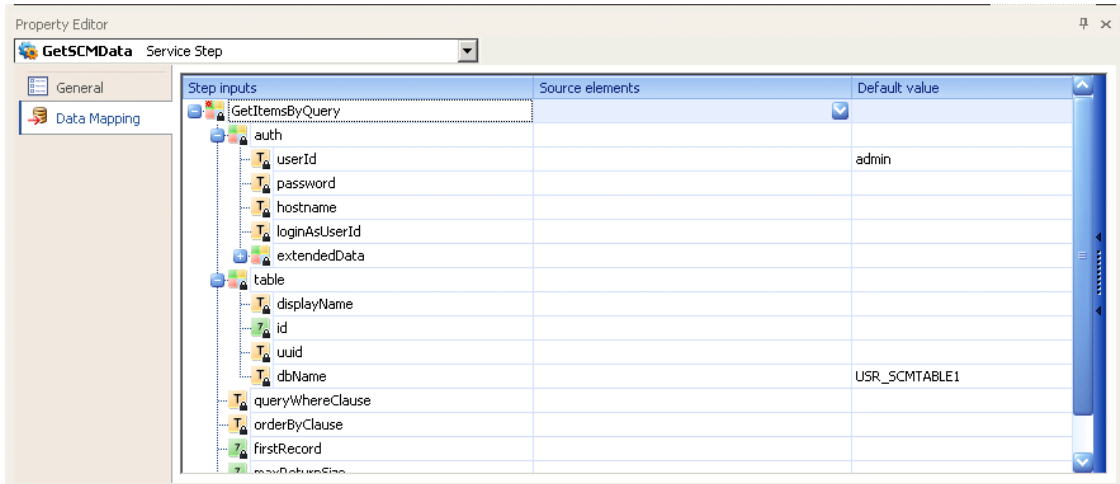 Property Editor
GetSCMData Service Step
General
Data Mapping
Step inputs Source elements Default value
GetItemsByQuery
auth
userId admin
password
hostname
loginAsUserId
extendedData
table
displayName
id
uuid
dbName USR_SCMTABLE1
queryWhereClause
orderByClause
firstRecord
maxReturnSize